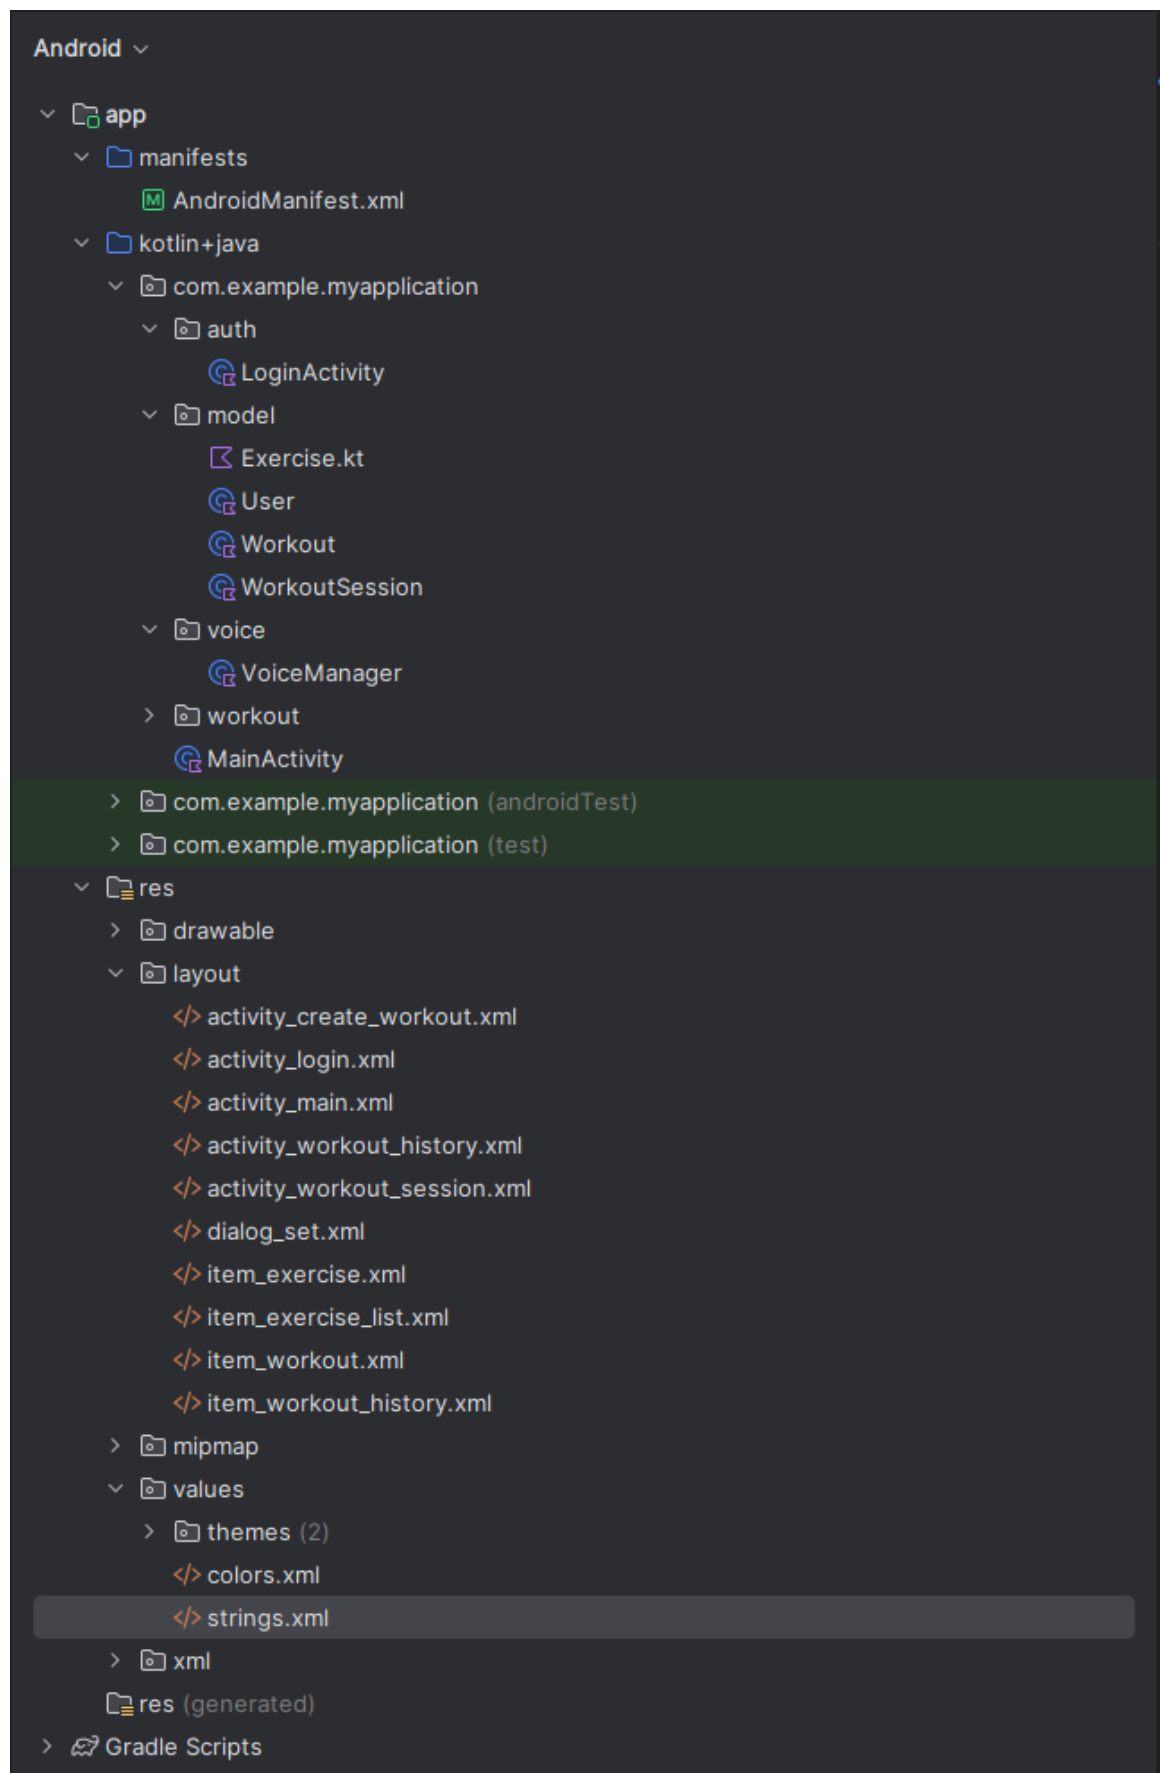 Android
app
manifests
AndroidManifest.xml
kotlin+java
com.example.myapplication
auth
LoginActivity
model
Exercise.kt
User
Workout
WorkoutSession
voice
VoiceManager
workout
MainActivity
com.example.myapplication (androidTest)
com.example.myapplication (test)
res
drawable
layout
activity_create_workout.xml
activity_login.xml
activity_main.xml
activity_workout_history.xml
activity_workout_session.xml
dialog_set.xml
item_exercise.xml
item_exercise_list.xml
item_workout.xml
item_workout_history.xml
mipmap
values
themes (2)
colors.xml
strings.xml
xml
res (generated)
Gradle Scripts